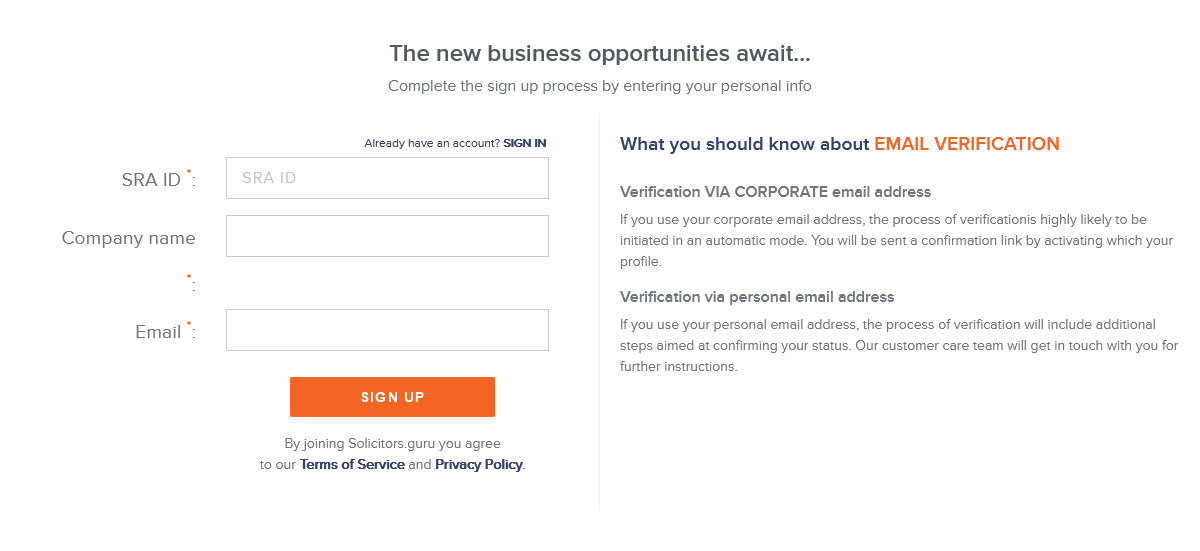 The new business opportunities await...
Complete the sign up process by entering your personal info
Already have an account? SIGN IN
SRA ID *:
SRA ID
Company name
*:
Email *:
SIGN UP
By joining Solicitors.guru you agree
to our Terms of Service and Privacy Policy.
What you should know about EMAIL VERIFICATION
Verification VIA CORPORATE email address
If you use your corporate email address, the process of verificationis highly likely to be
initiated in an automatic mode. You will be sent a confirmation link by activating which your
profile.
Verification via personal email address
If you use your personal email address, the process of verification will include additional
steps aimed at confirming your status. Our customer care team will get in touch with you for
further instructions.